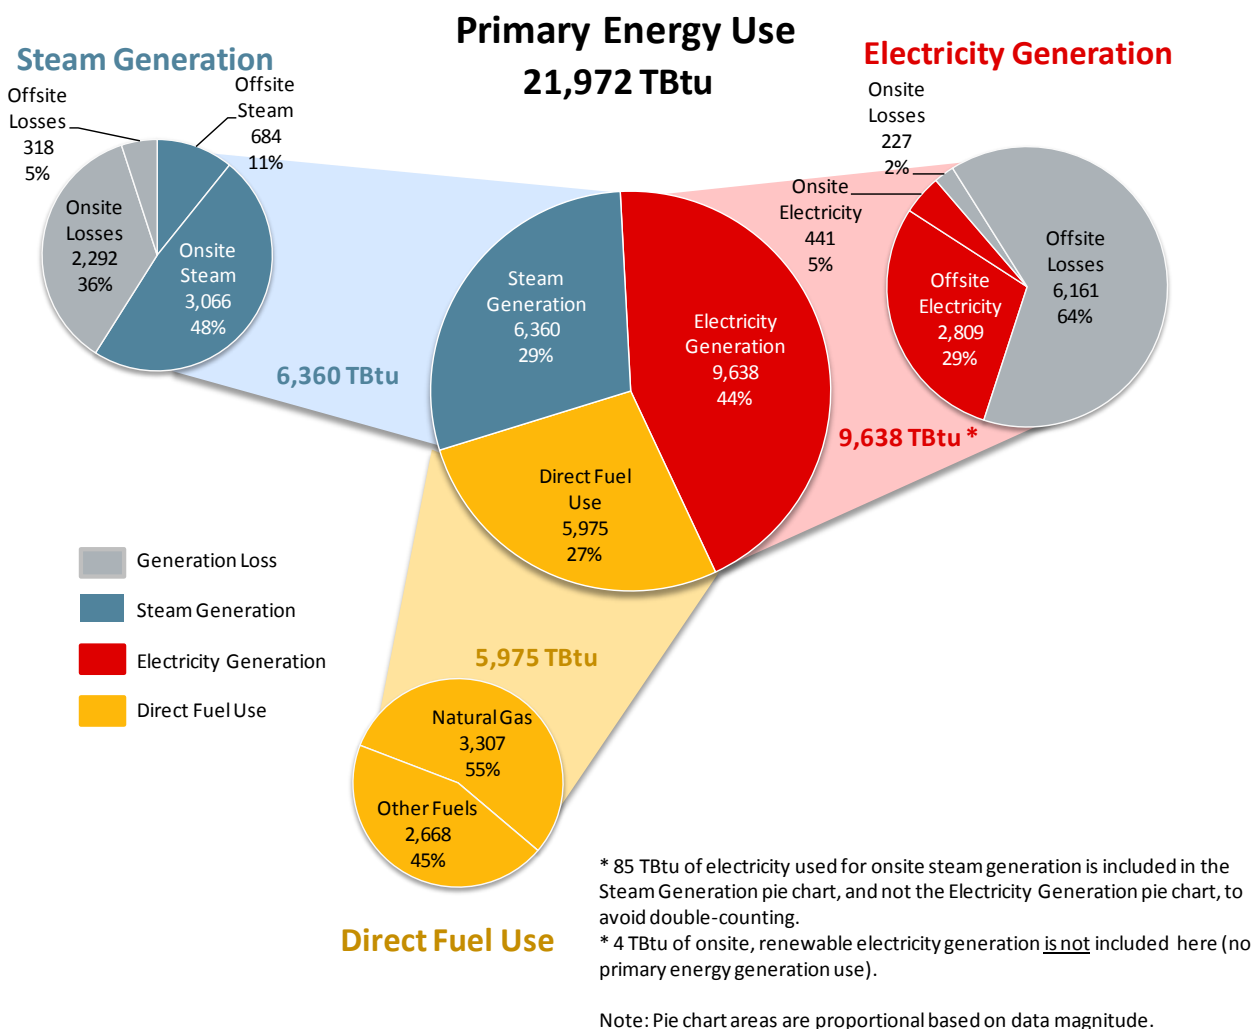 Primary Energy Use
21,972 TBtu
Steam Generation
Offsite
Losses
318
5%
Offsite
Steam
684
11%
Onsite
Losses
2,292
36%
Onsite
Steam
3,066
48%
6,360 TBtu
Electricity Generation
Onsite
Losses
227
2%
Onsite
Electricity
441
5%
Offsite
Losses
6,161
64%
Offsite
Electricity
2,809
29%
9,638 TBtu *
Steam
Generation
6,360
29%
Electricity
Generation
9,638
44%
Direct Fuel
Use
5,975
27%
Generation Loss
Steam Generation
Electricity Generation
Direct Fuel Use
5,975 TBtu
Natural Gas
3,307
55%
Other Fuels
2,668
45%
Direct Fuel Use
* 85 TBtu of electricity used for onsite steam generation is included in the
Steam Generation pie chart, and not the Electricity Generation pie chart, to
avoid double-counting.
* 4 TBtu of onsite, renewable electricity generation is not included here (no
primary energy generation use).
Note: Pie chart areas are proportional based on data magnitude.